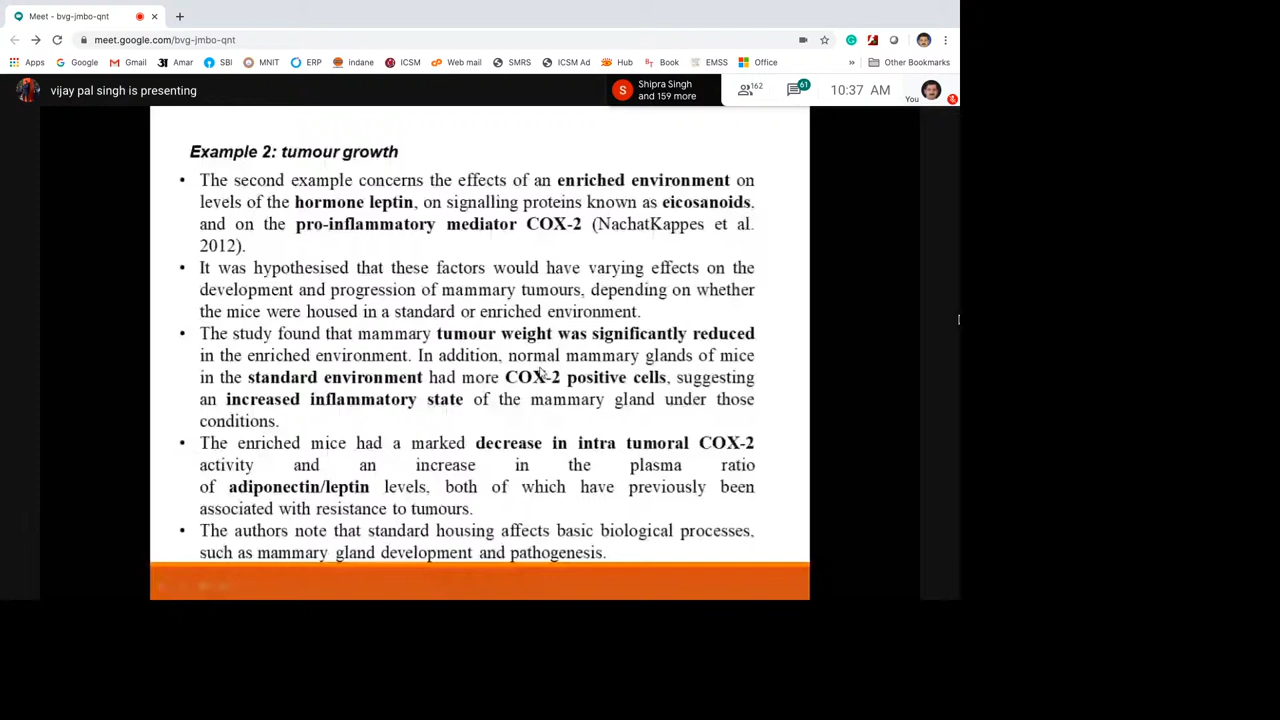 Meet - bvg-jmbo-qnt
meet.google.com/bvg-jmbo-qnt
Apps Google Gmail Amar SBI MNIT ERP indane ICSM Web mail SMRS ICSM Ad Hub Book EMSS Office » Other Bookmarks
vijay pal singh is presenting
S Shipra Singh
and 159 more
162
61
10:37 AM
You
Example 2: tumour growth
• The second example concerns the effects of an enriched environment on
levels of the hormone leptin, on signalling proteins known as eicosanoids,
and on the pro-inflammatory mediator COX-2 (NachatKappes et al.
2012).
• It was hypothesised that these factors would have varying effects on the
development and progression of mammary tumours, depending on whether
the mice were housed in a standard or enriched environment.
• The study found that mammary tumour weight was significantly reduced
in the enriched environment. In addition, normal mammary glands of mice
in the standard environment had more COX-2 positive cells, suggesting
an increased inflammatory state of the mammary gland under those
conditions.
• The enriched mice had a marked decrease in intra tumoral COX-2
activity and an increase in the plasma ratio
of adiponectin/leptin levels, both of which have previously been
associated with resistance to tumours.
• The authors note that standard housing affects basic biological processes,
such as mammary gland development and pathogenesis.